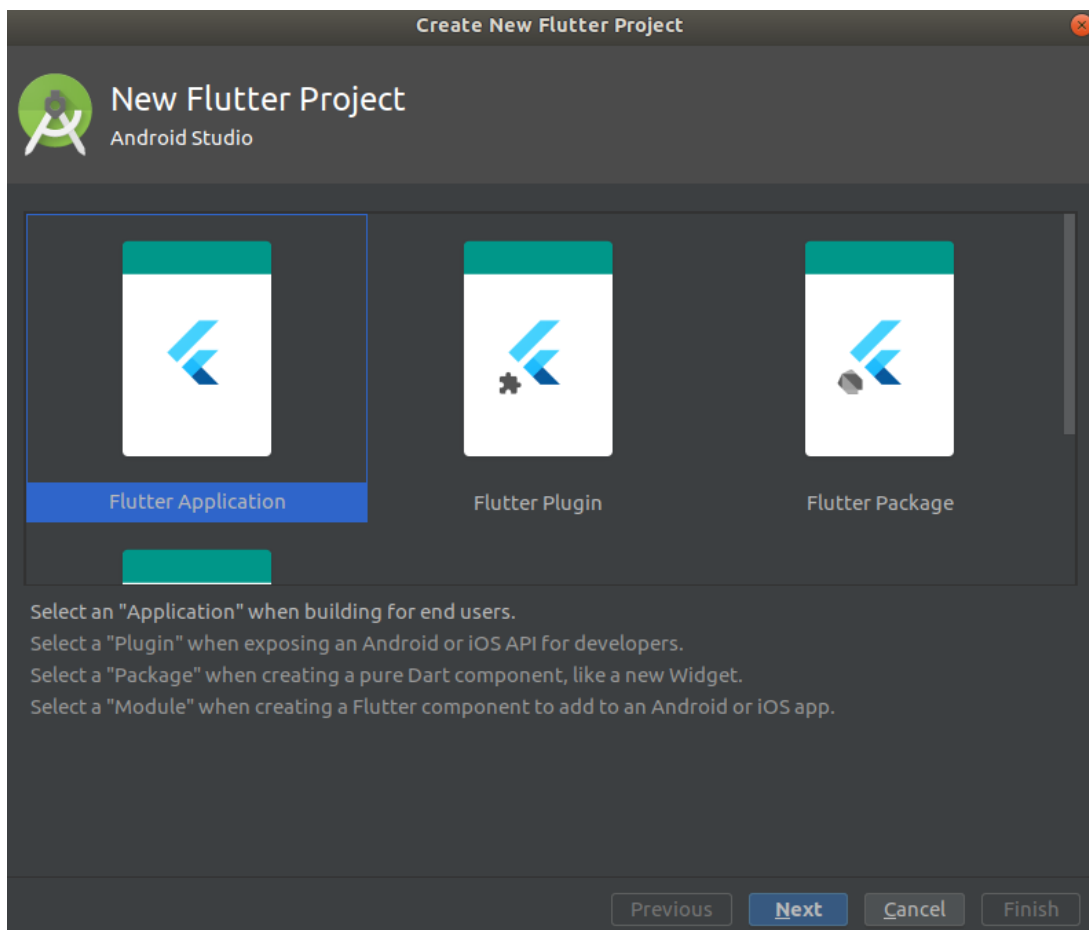 Create New Flutter Project
New Flutter Project
Android Studio
Flutter Application
Flutter Plugin
Flutter Package
Select an "Application" when building for end users.
Select a "Plugin" when exposing an Android or iOS API for developers.
Select a "Package" when creating a pure Dart component, like a new Widget.
Select a "Module" when creating a Flutter component to add to an Android or iOS app.
Previous
Next
Cancel
Finish